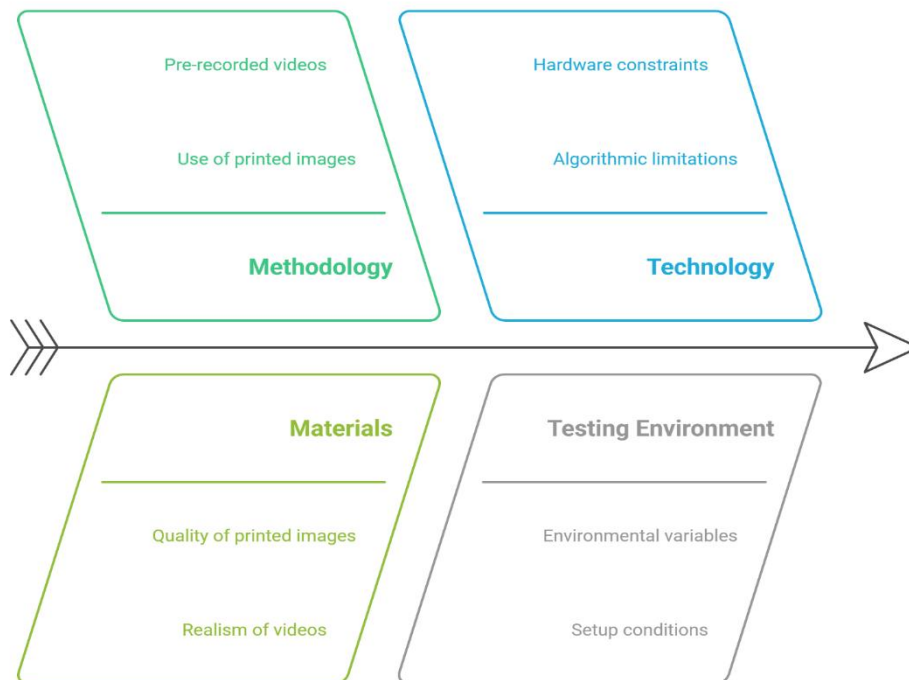 Pre-recorded videos
Use of printed images
Methodology
Hardware constraints
Algorithmic limitations
Technology
Materials
Quality of printed images
Realism of videos
Testing Environment
Environmental variables
Setup conditions